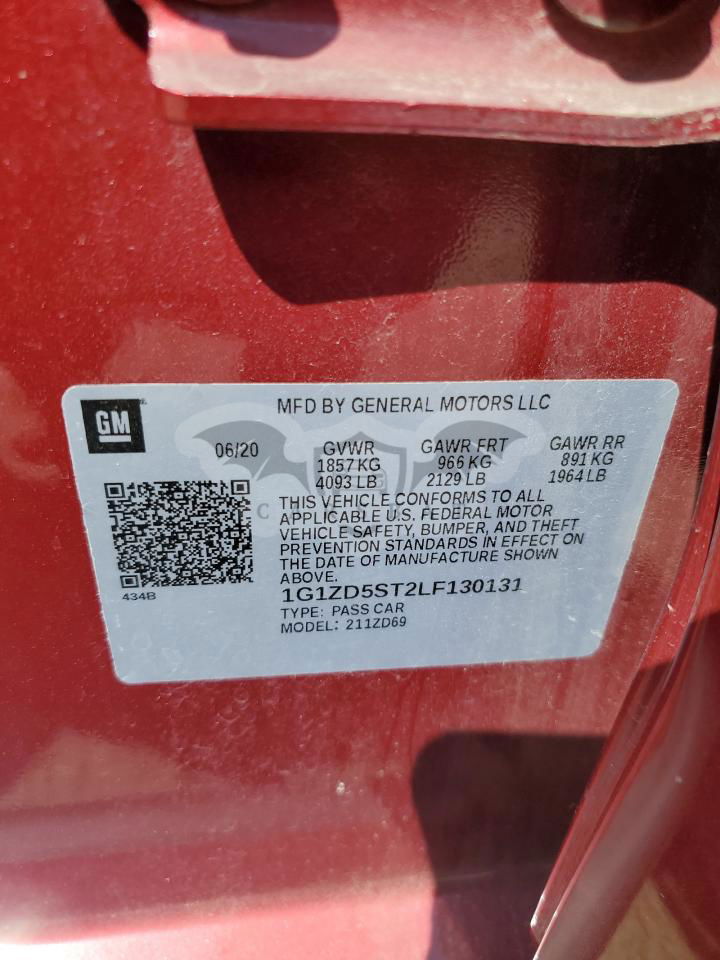 GM
MFD BY GENERAL MOTORS LLC
06/20
GVWR GAWR FRT GAWR RR
1857 KG 966 KG 891 KG
4093 LB 2129 LB 1964 LB
THIS VEHICLE CONFORMS TO ALL
APPLICABLE U.S. FEDERAL MOTOR
VEHICLE SAFETY, BUMPER, AND THEFT
PREVENTION STANDARDS IN EFFECT ON
THE DATE OF MANUFACTURE SHOWN
ABOVE.
434B
1G1ZD5ST2LF130131
TYPE: PASS CAR
MODEL: 211ZD69